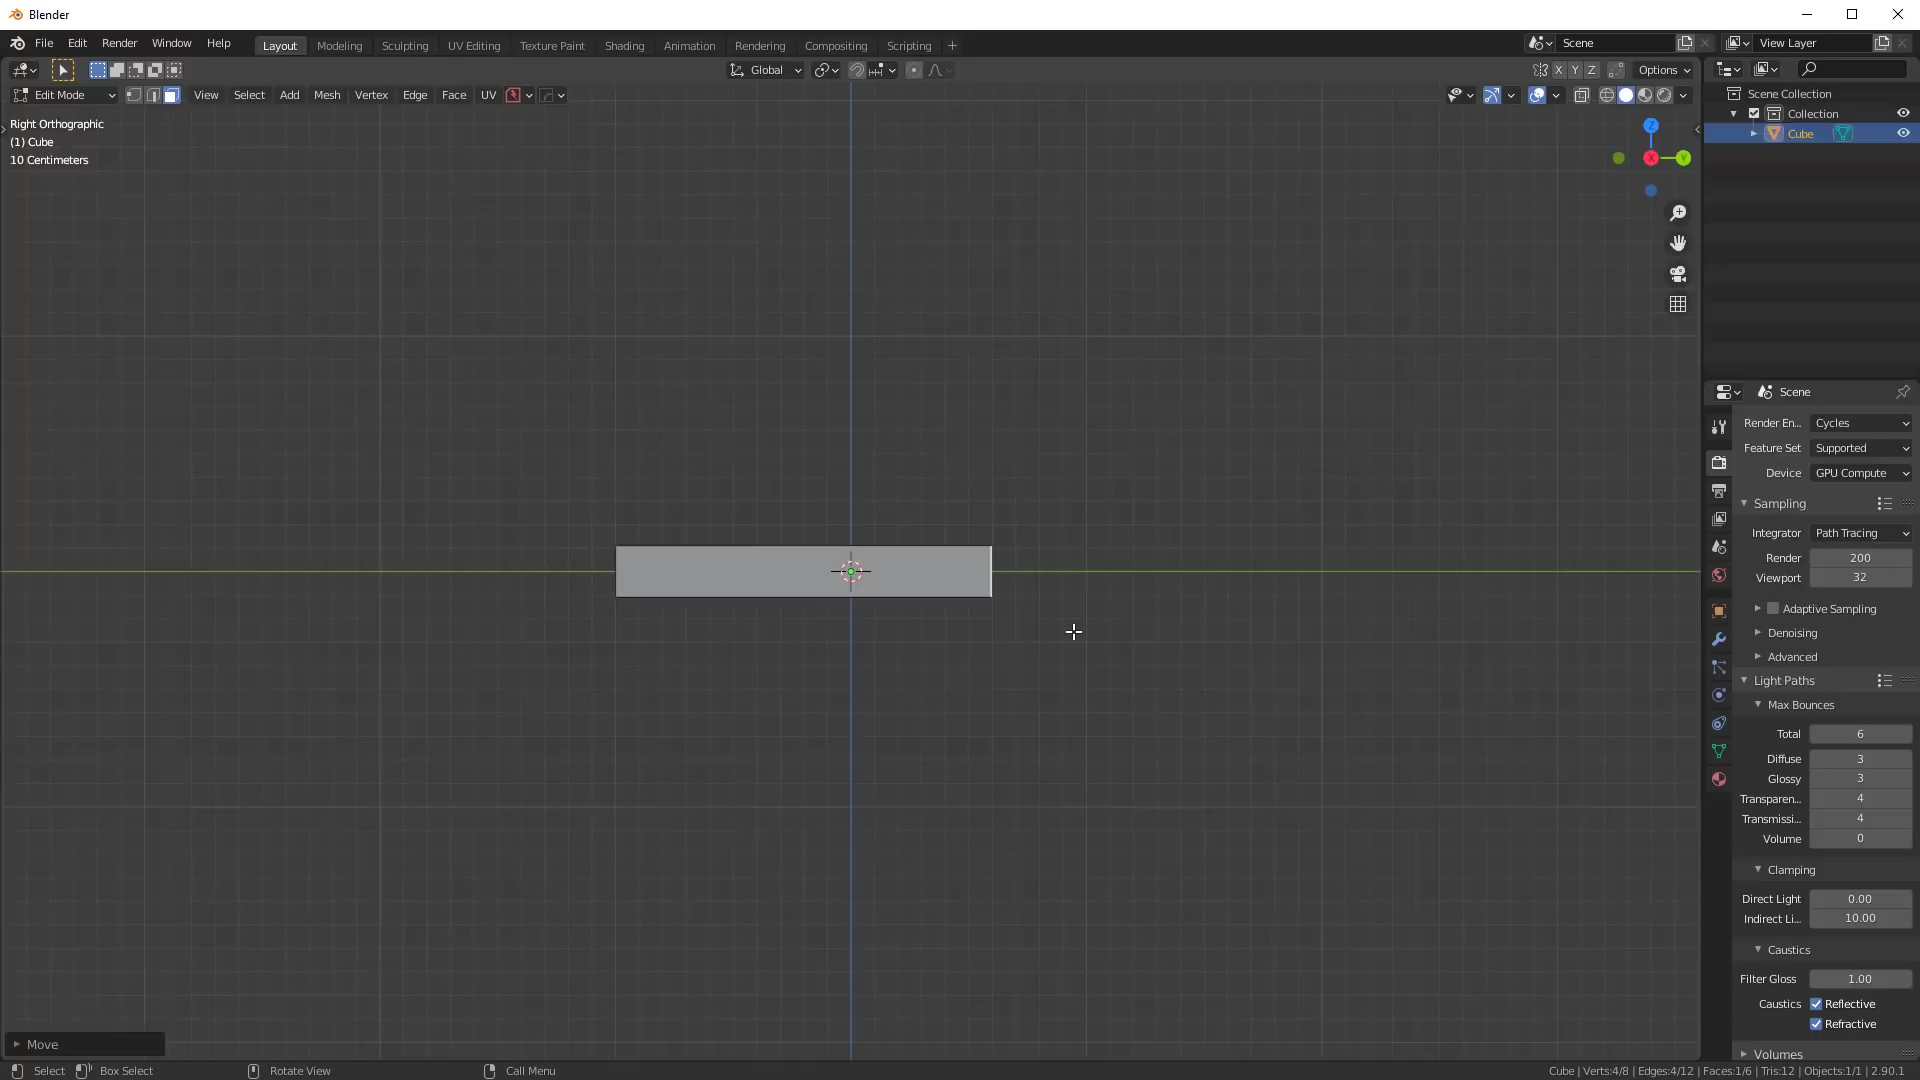 Blender
File Edit Render Window Help Layout Modeling Sculpting UV Editing Texture Paint Shading Animation Rendering Compositing Scripting + Scene View Layer
Global X Y Z Options
Edit Mode View Select Add Mesh Vertex Edge Face UV
Right Orthographic
(1) Cube
10 Centimeters
Z
X
Y
Scene Collection
Collection
Cube
Scene
Render En... Cycles
Feature Set Supported
Device GPU Compute
Sampling
Integrator Path Tracing
Render 200
Viewport 32
Adaptive Sampling
Denoising
Advanced
Light Paths
Max Bounces
Total 6
Diffuse 3
Glossy 3
Transparen... 4
Transmissi... 4
Volume 0
Clamping
Direct Light 0.00
Indirect Li... 10.00
Caustics
Filter Gloss 1.00
Caustics Reflective
Refractive
Volumes
Move
Select Box Select Rotate View Call Menu Cube | Verts:4/8 | Edges:4/12 | Faces:1/6 | Tris:12 | Objects:1/1 | 2.90.1